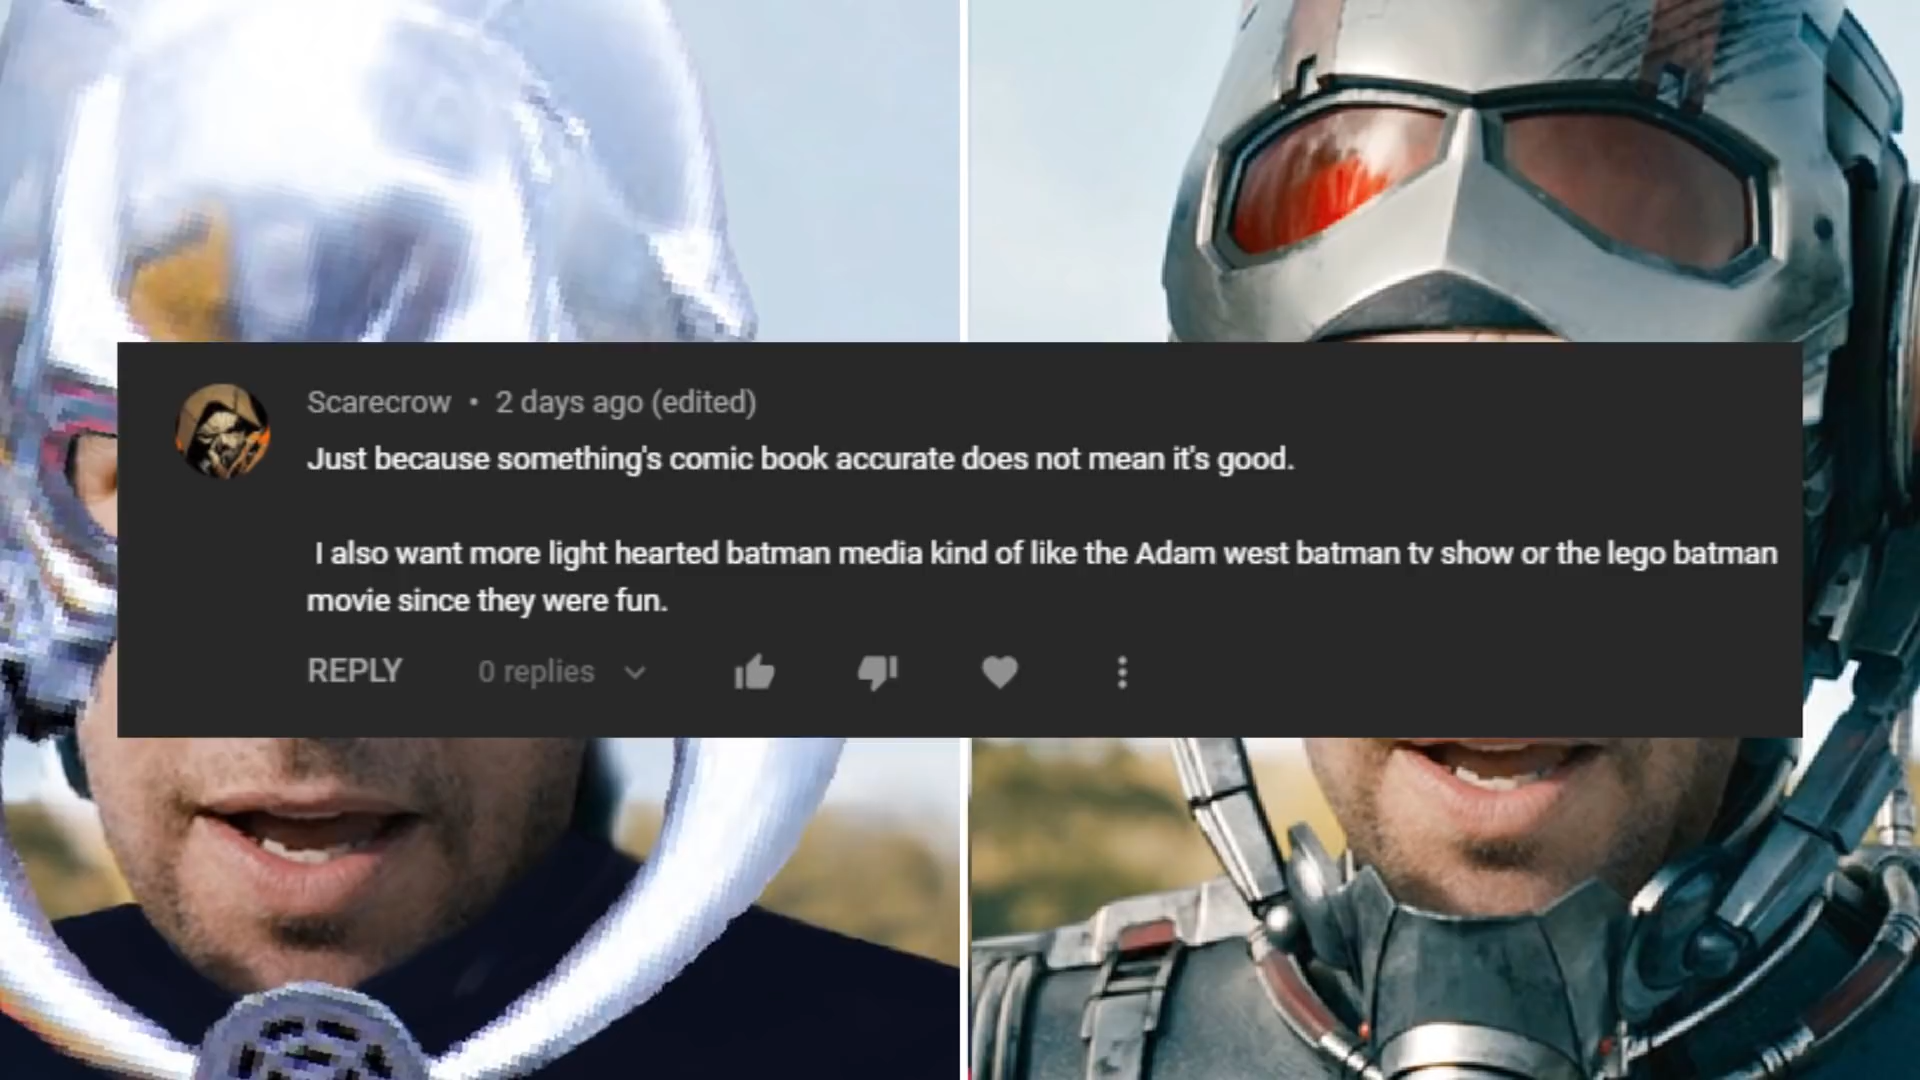 Scarecrow • 2 days ago (edited)
Just because something's comic book accurate does not mean it's good.
I also want more light hearted batman media kind of like the Adam west batman tv show or the lego batman
movie since they were fun.
REPLY 0 replies